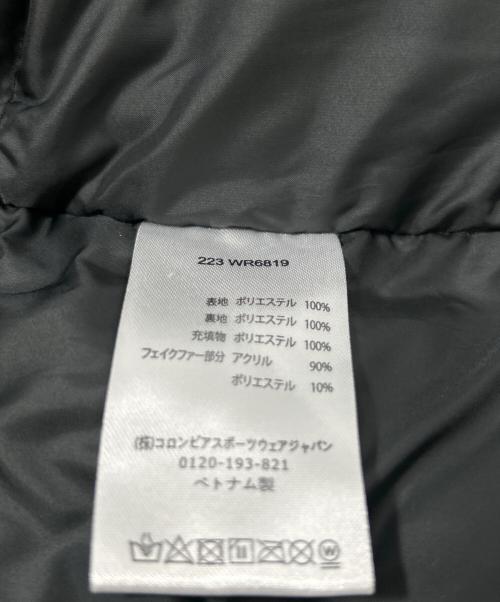 223 WR6819
表地 ポリエステル 100%
裏地 ポリエステル 100%
充填物 ポリエステル 100%
フェイクファー部分 アクリル 90%
ポリエステル 10%
(株)コロンビアスポーツウェアジャパン
0120-193-821
ベトナム製